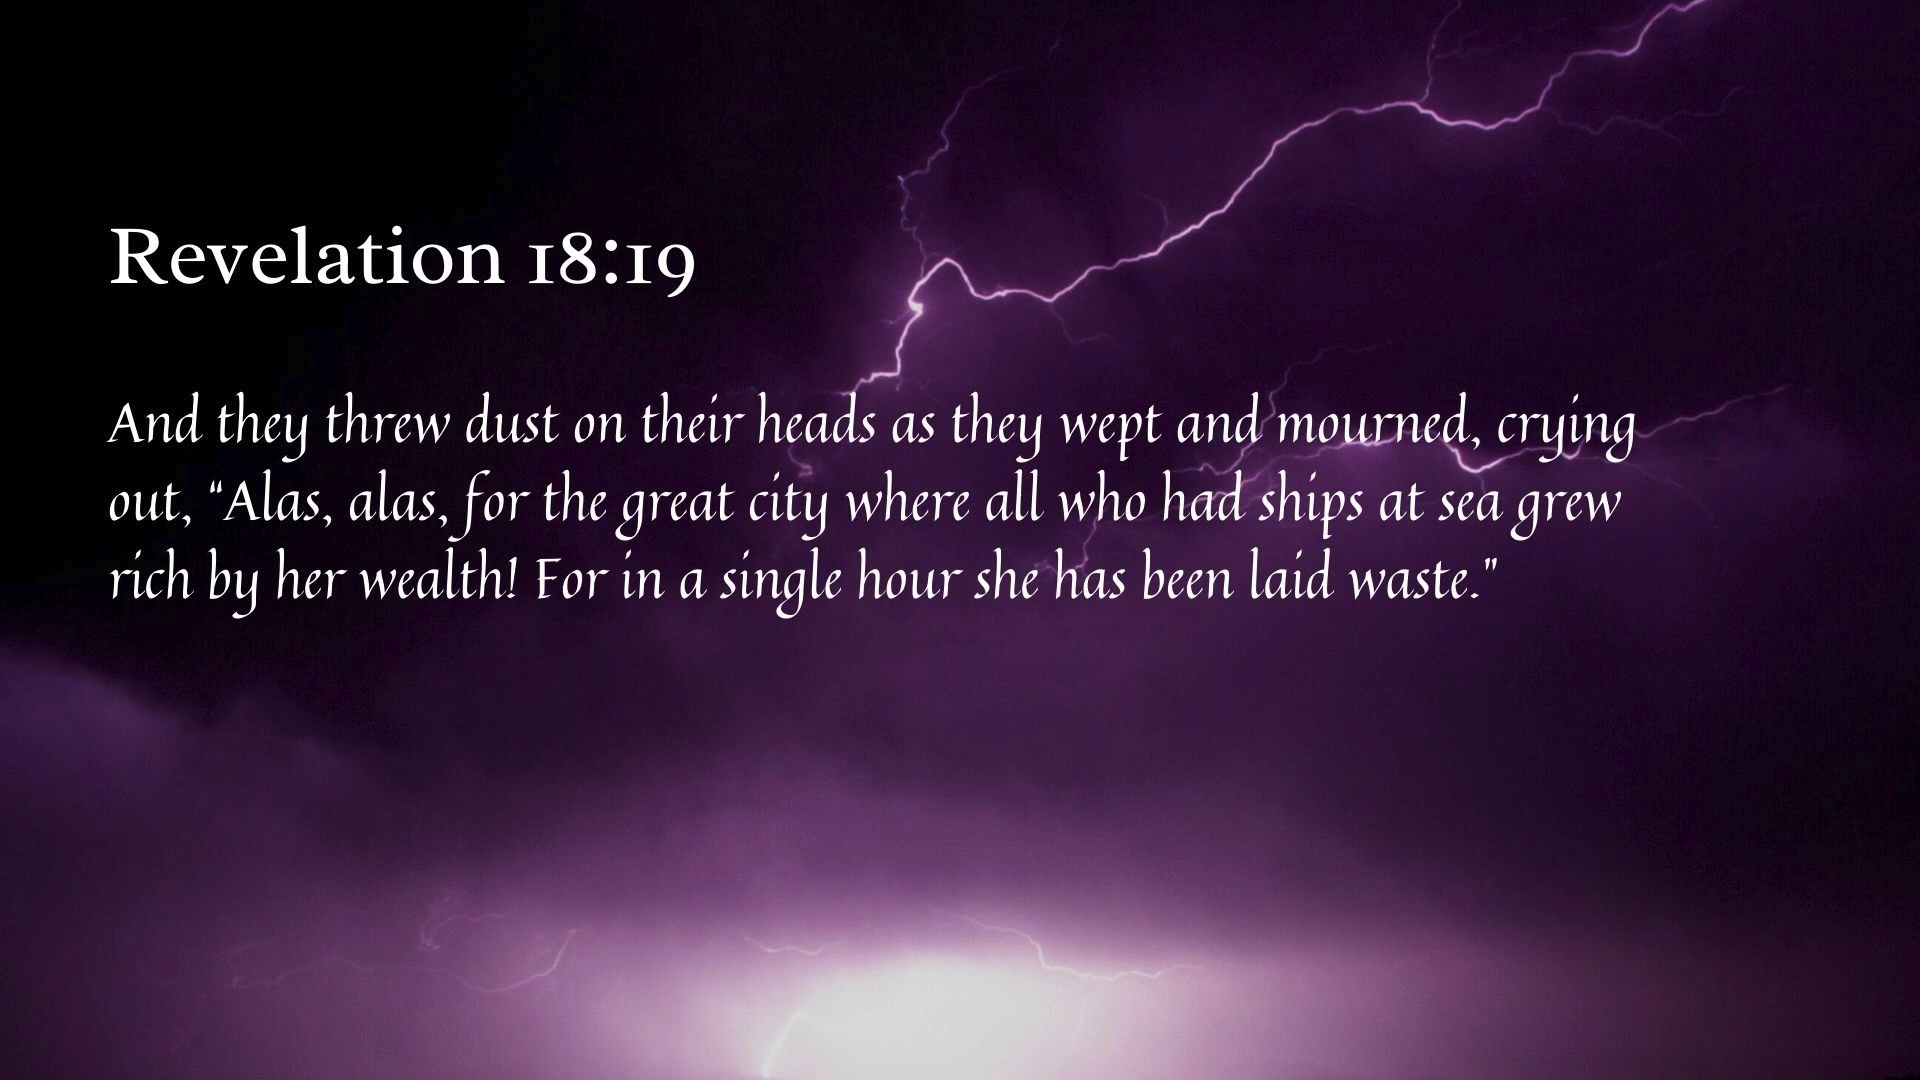 Revelation 18:19
And they threw dust on their heads as they wept and mourned, crying
out, “Alas, alas, for the great city where all who had ships at sea grew
rich by her wealth! For in a single hour she has been laid waste.”